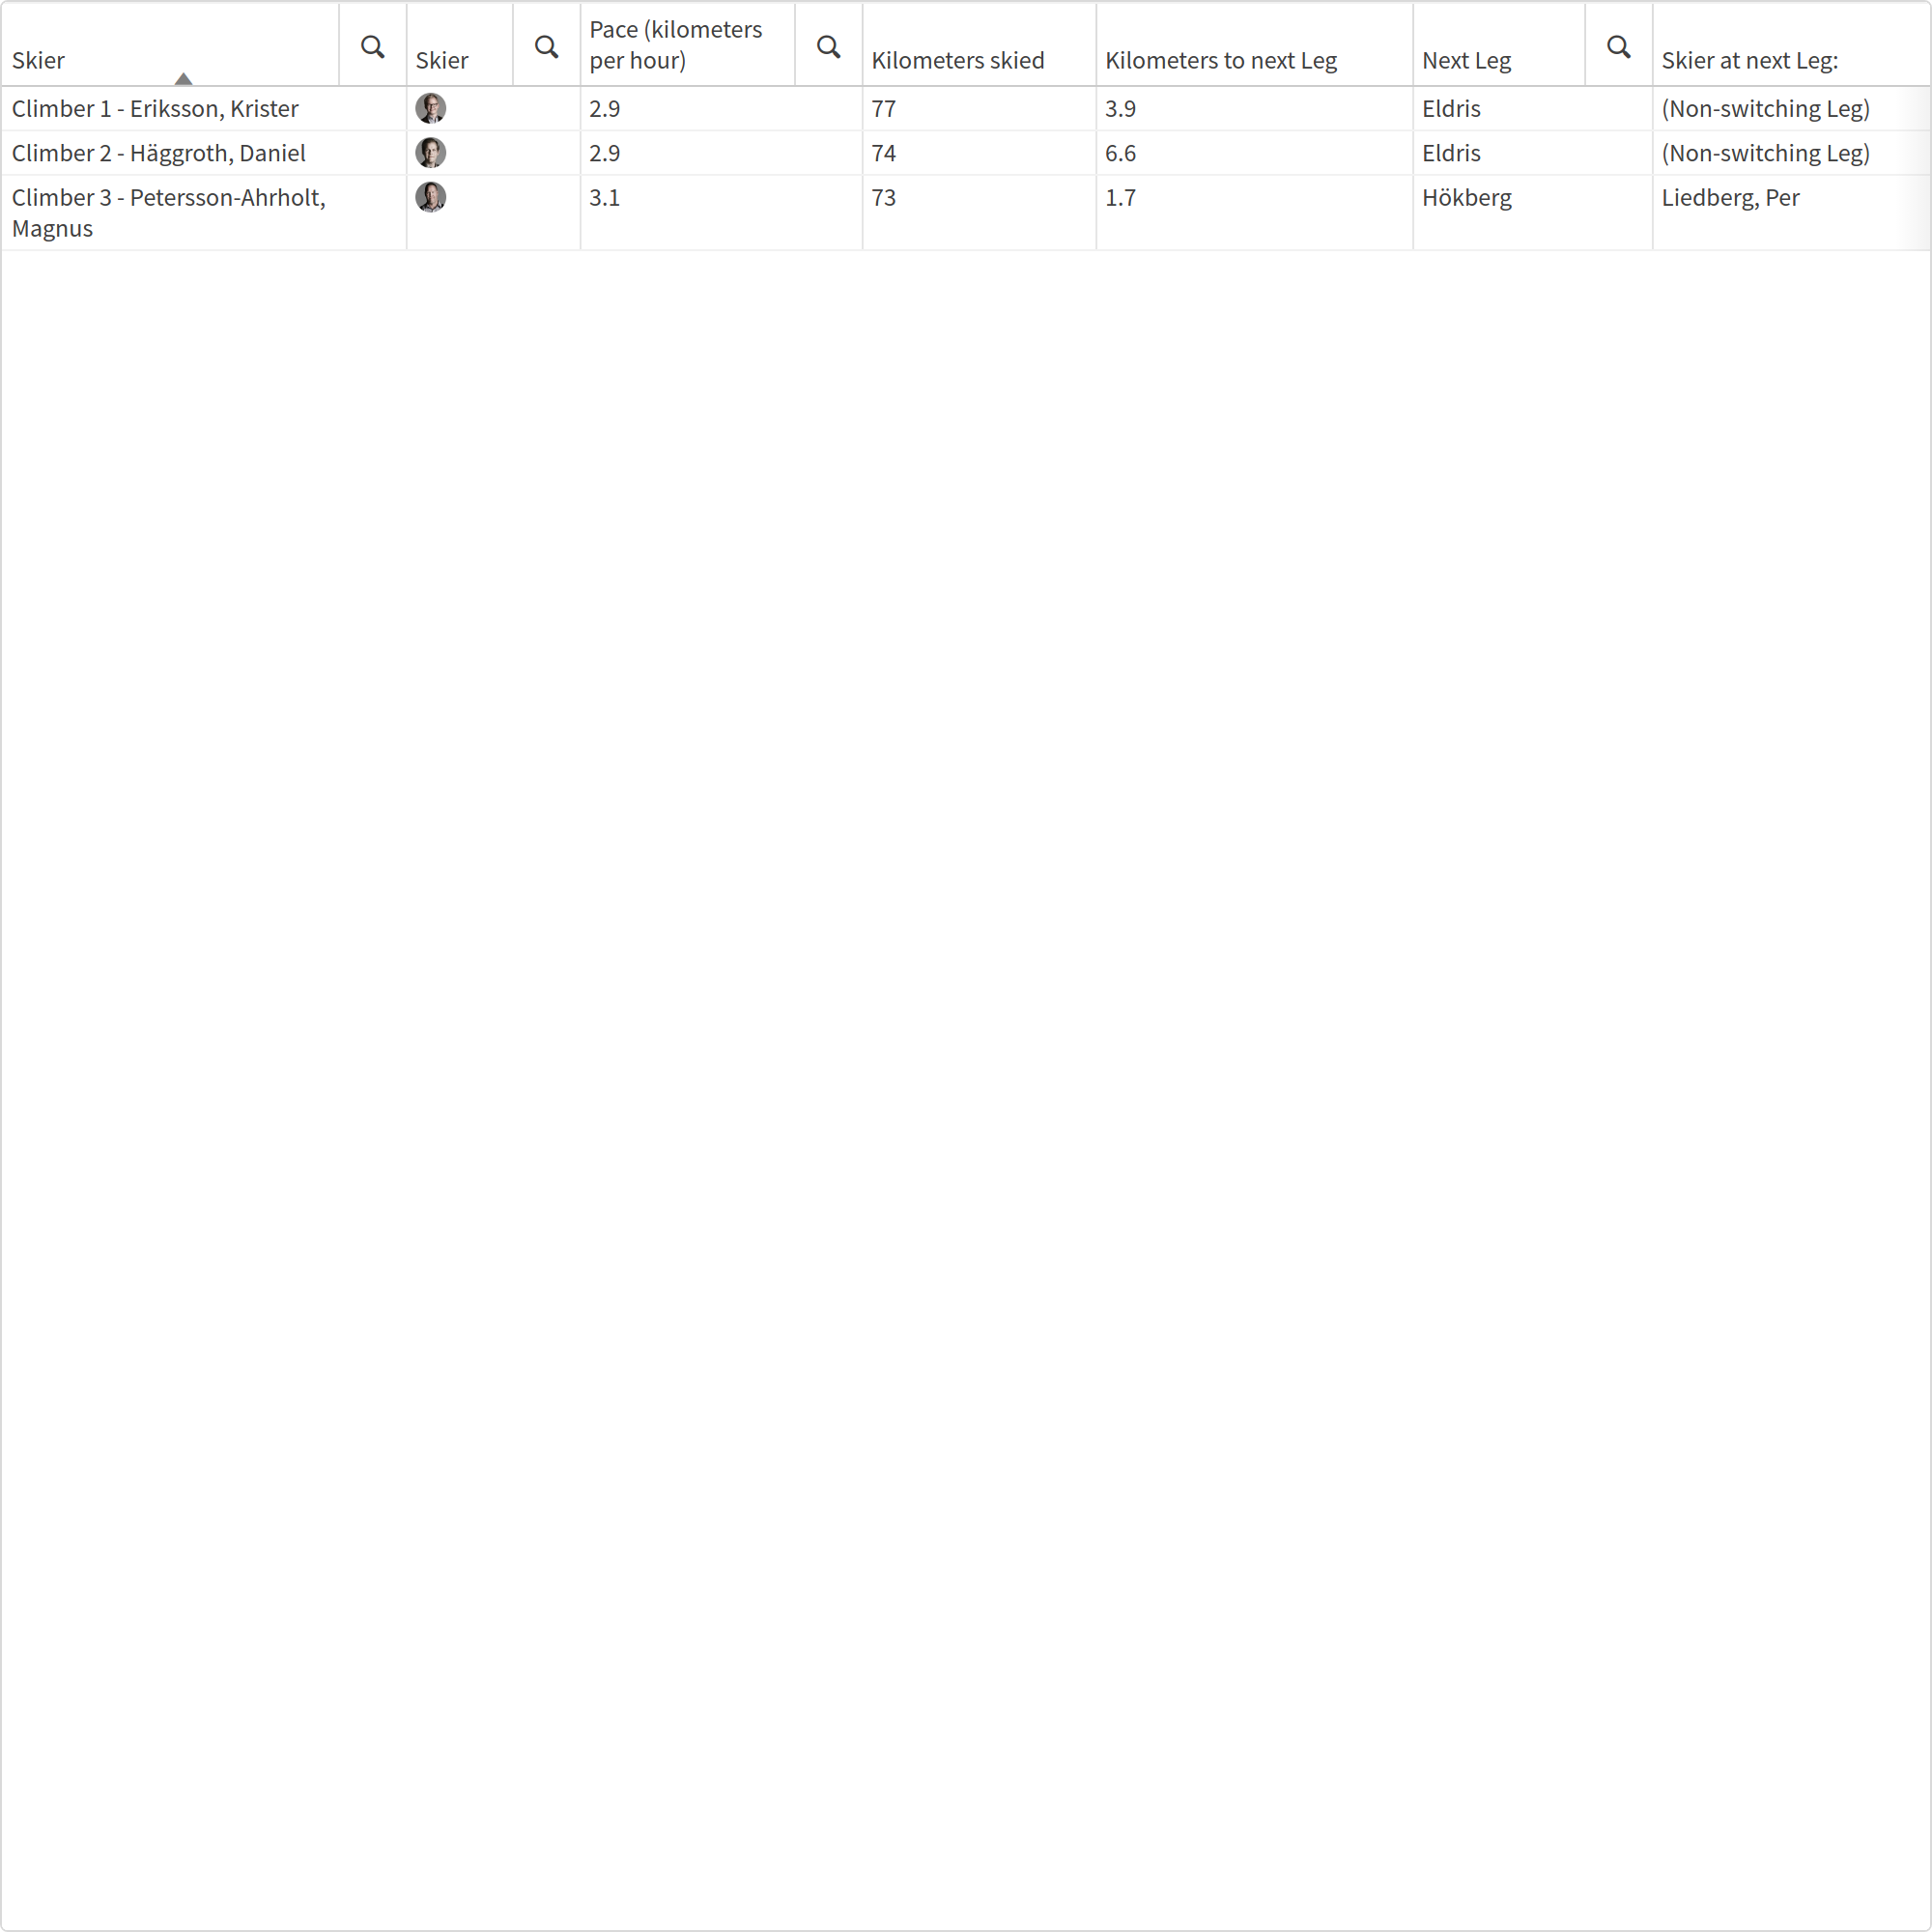 Skier
Skier
Pace (kilometers
per hour)
Kilometers skied
Kilometers to next Leg
Next Leg
Skier at next Leg:
Climber 1 - Eriksson, Krister
2.9
77
3.9
Eldris
(Non-switching Leg)
Climber 2 - Häggroth, Daniel
2.9
74
6.6
Eldris
(Non-switching Leg)
Climber 3 - Petersson-Ahrholt,
Magnus
3.1
73
1.7
Hökberg
Liedberg, Per